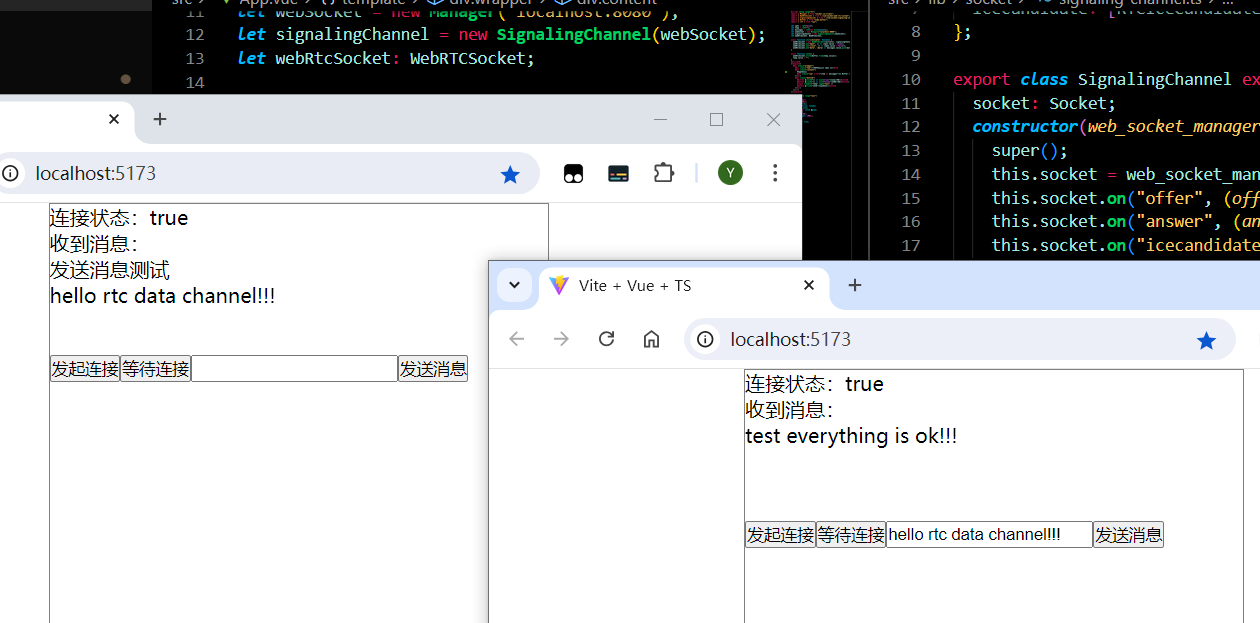 src > App.vue > template > div.wrapper > div.content
11 let webSocket = new Manager("localhost:8080");
12 let signalingChannel = new SignalingChannel(webSocket);
13 let webRtcSocket: WebRTCSocket;
14
src > lib > socket > signaling-channel.ts > ...
7 icecandidate: [RTCIceCandidate
8 };
9
10 export class SignalingChannel ex
11 socket: Socket;
12 constructor(web_socket_manager
13 super();
14 this.socket = web_socket_man
15 this.socket.on("offer", (off
16 this.socket.on("answer", (an
17 this.socket.on("icecandidate
localhost:5173
Y
连接状态：true
收到消息：
发送消息测试
hello rtc data channel!!!
发起连接 等待连接 发送消息
Vite + Vue + TS
localhost:5173
连接状态：true
收到消息：
test everything is ok!!!
发起连接 等待连接 hello rtc data channel!!! 发送消息